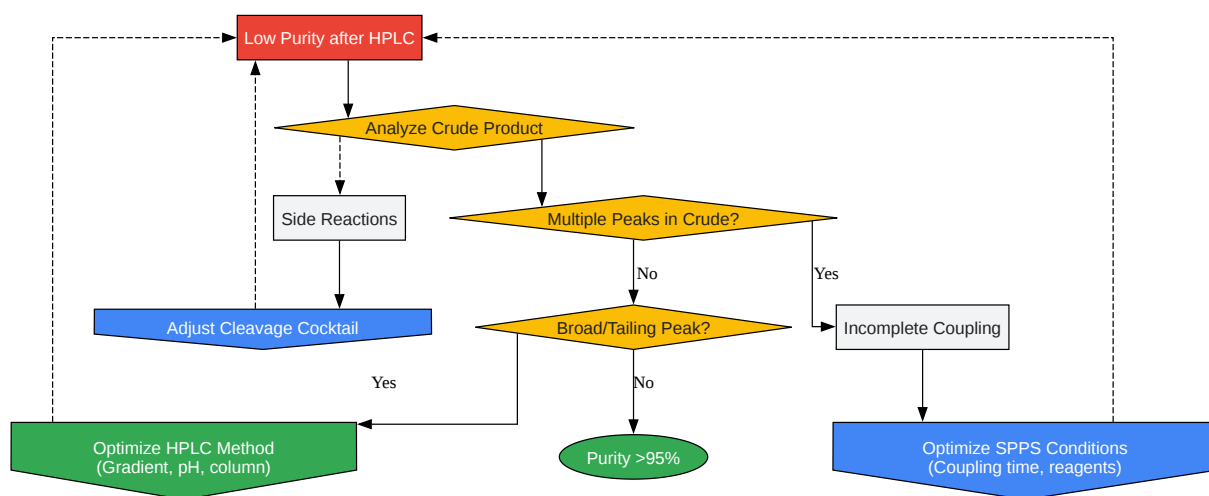 Low Purity after HPLC
Analyze Crude Product
Side Reactions
Multiple Peaks in Crude?
No
Yes
Adjust Cleavage Cocktail
Broad/Tailing Peak?
Incomplete Coupling
Yes
No
Optimize HPLC Method
(Gradient, pH, column)
Purity >95%
Optimize SPPS Conditions
(Coupling time, reagents)